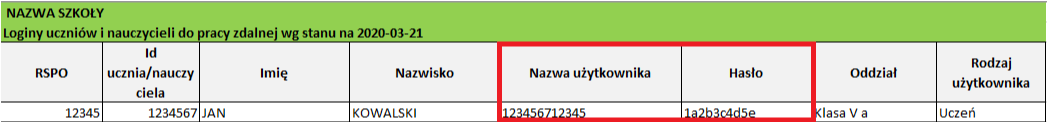 NAZWA SZKOŁY
Loginy uczniów i nauczycieli do pracy zdalnej wg stanu na 2020-03-21
RSPO Id ucznia/nauczyciela Imię Nazwisko Nazwa użytkownika Hasło Oddział Rodzaj użytkownika
12345 1234567 JAN KOWALSKI 123456712345 1a2b3c4d5e Klasa V a Uczeń